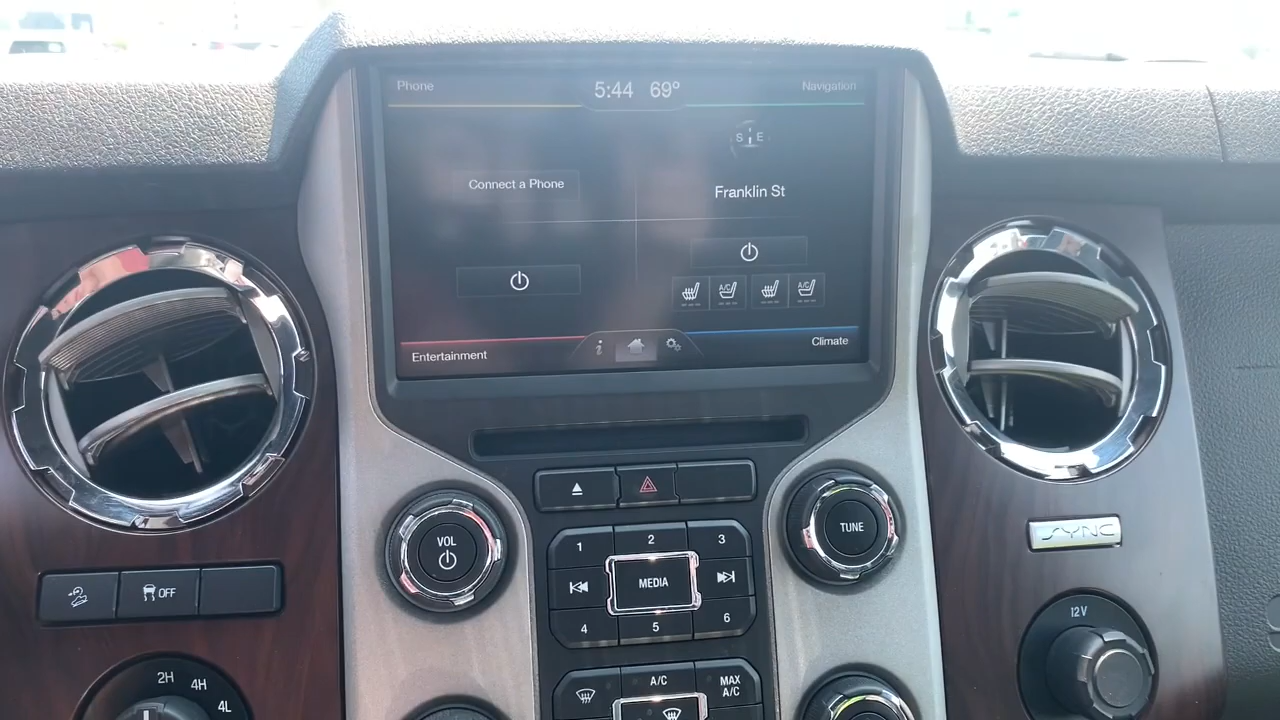 Phone
5:44 69°
Navigation
S E
Connect a Phone
Franklin St
A/C
A/C
Entertainment
i
Climate
VOL
TUNE
1
2
3
MEDIA
4
5
6
OFF
SYNC
12V
2H
4H
4L
A/C
MAX
A/C